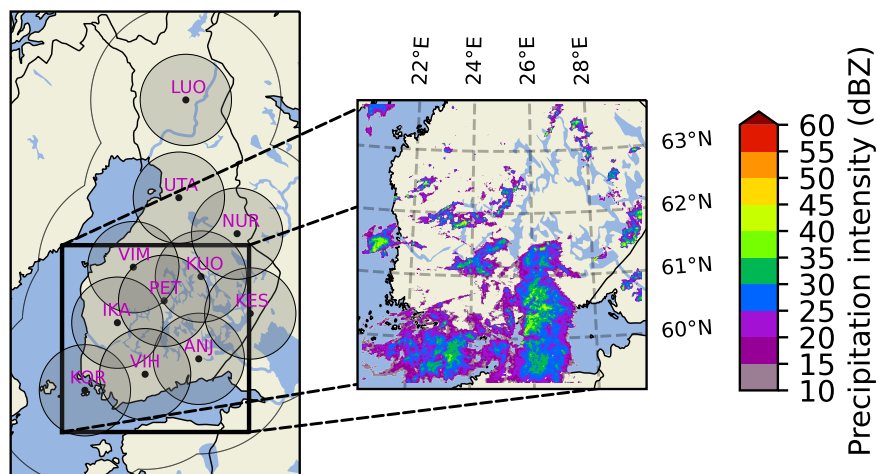 LUO
UTA
NUR
VIM
KUO
PET
KES
IKA
ANJ
VIH
KOR
22°E
24°E
26°E
28°E
63°N
62°N
61°N
60°N
60
55
50
45
40
35
30
25
20
15
10
Precipitation intensity (dBZ)